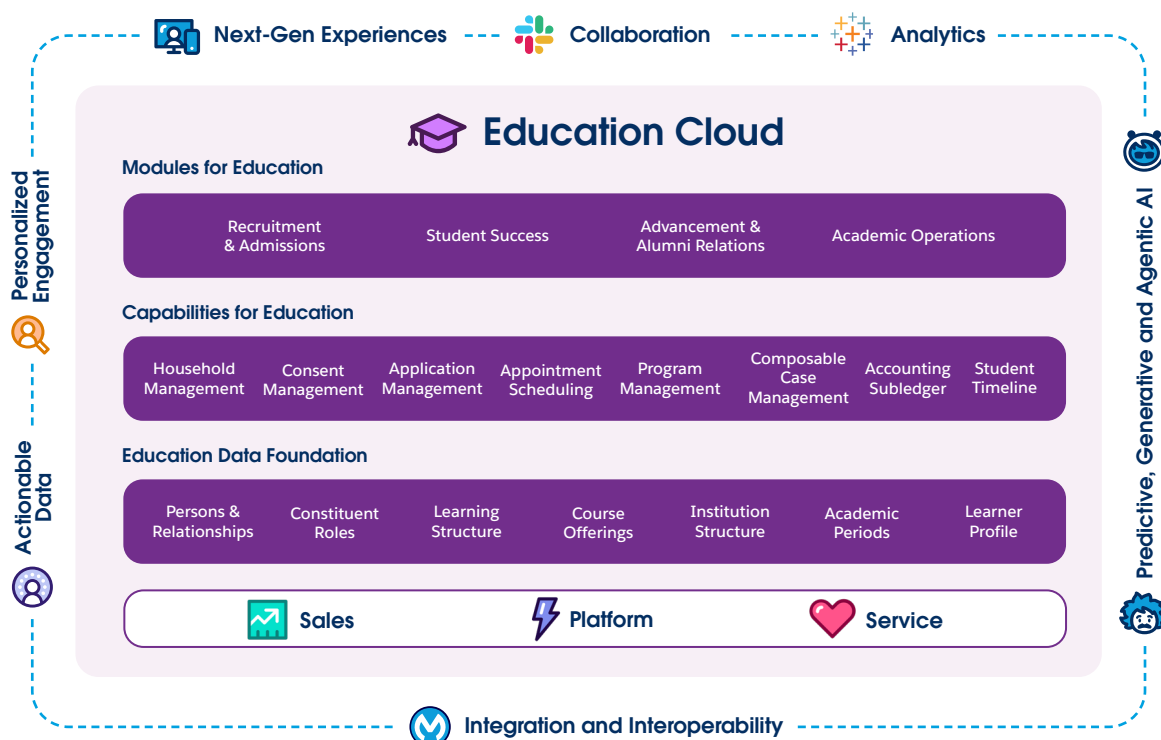 Next-Gen Experiences
Collaboration
Analytics
Education Cloud
Modules for Education
Recruitment
& Admissions
Student Success
Advancement &
Alumni Relations
Academic Operations
Capabilities for Education
Household
Management
Consent
Management
Application
Management
Appointment
Scheduling
Program
Management
Composable
Case
Management
Accounting
Subledger
Student
Timeline
Education Data Foundation
Persons &
Relationships
Constituent
Roles
Learning
Structure
Course
Offerings
Institution
Structure
Academic
Periods
Learner
Profile
Sales
Platform
Service
Personalized
Engagement
Actionable
Data
Predictive, Generative and Agentic AI
Integration and Interoperability